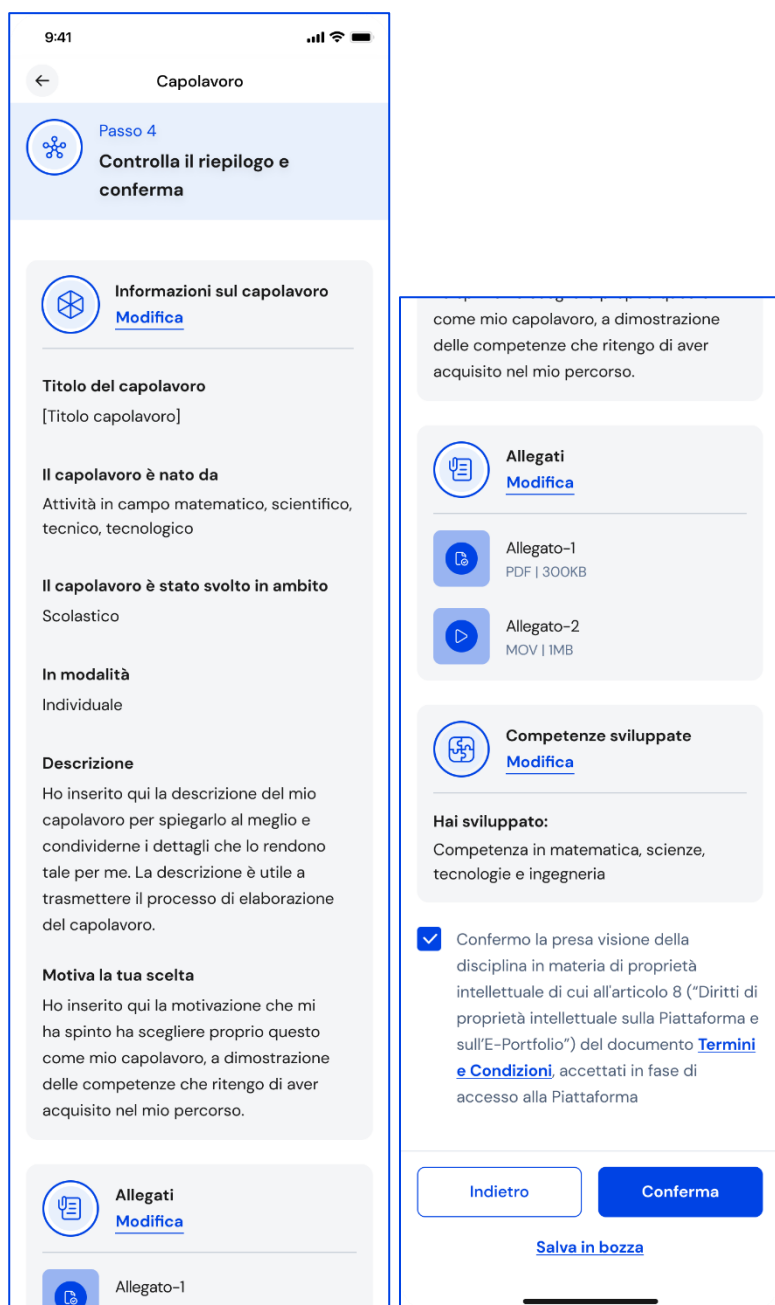 9:41
Capolavoro
Passo 4
Controlla il riepilogo e
conferma
Informazioni sul capolavoro
Modifica
Titolo del capolavoro
[Titolo capolavoro]
Il capolavoro è nato da
Attività in campo matematico, scientifico,
tecnico, tecnologico
Il capolavoro è stato svolto in ambito
Scolastico
In modalità
Individuale
Descrizione
Ho inserito qui la descrizione del mio
capolavoro per spiegarlo al meglio e
condividerne i dettagli che lo rendono
tale per me. La descrizione è utile a
trasmettere il processo di elaborazione
del capolavoro.
Motiva la tua scelta
Ho inserito qui la motivazione che mi
ha spinto ha scegliere proprio questo
come mio capolavoro, a dimostrazione
delle competenze che ritengo di aver
acquisito nel mio percorso.
Allegati
Modifica
Allegato-1
come mio capolavoro, a dimostrazione
delle competenze che ritengo di aver
acquisito nel mio percorso.
Allegati
Modifica
Allegato-1
PDF | 300KB
Allegato-2
MOV | 1MB
Competenze sviluppate
Modifica
Hai sviluppato:
Competenza in matematica, scienze,
tecnologie e ingegneria
Confermo la presa visione della
disciplina in materia di proprietà
intellettuale di cui all'articolo 8 (“Diritti di
proprietà intellettuale sulla Piattaforma e
sull’E-Portfolio”) del documento Termini
e Condizioni, accettati in fase di
accesso alla Piattaforma
Indietro
Conferma
Salva in bozza